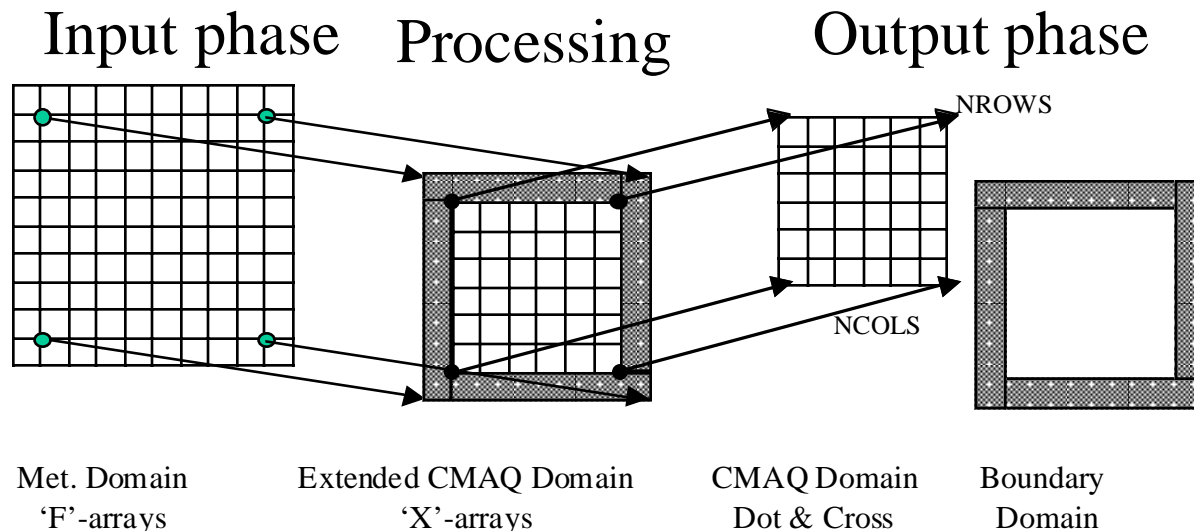 Input phase
Processing
Output phase
NROWS
NCOLS
Met. Domain
‘F’-arrays
Extended CMAQ Domain
‘X’-arrays
CMAQ Domain
Dot & Cross
Boundary
Domain